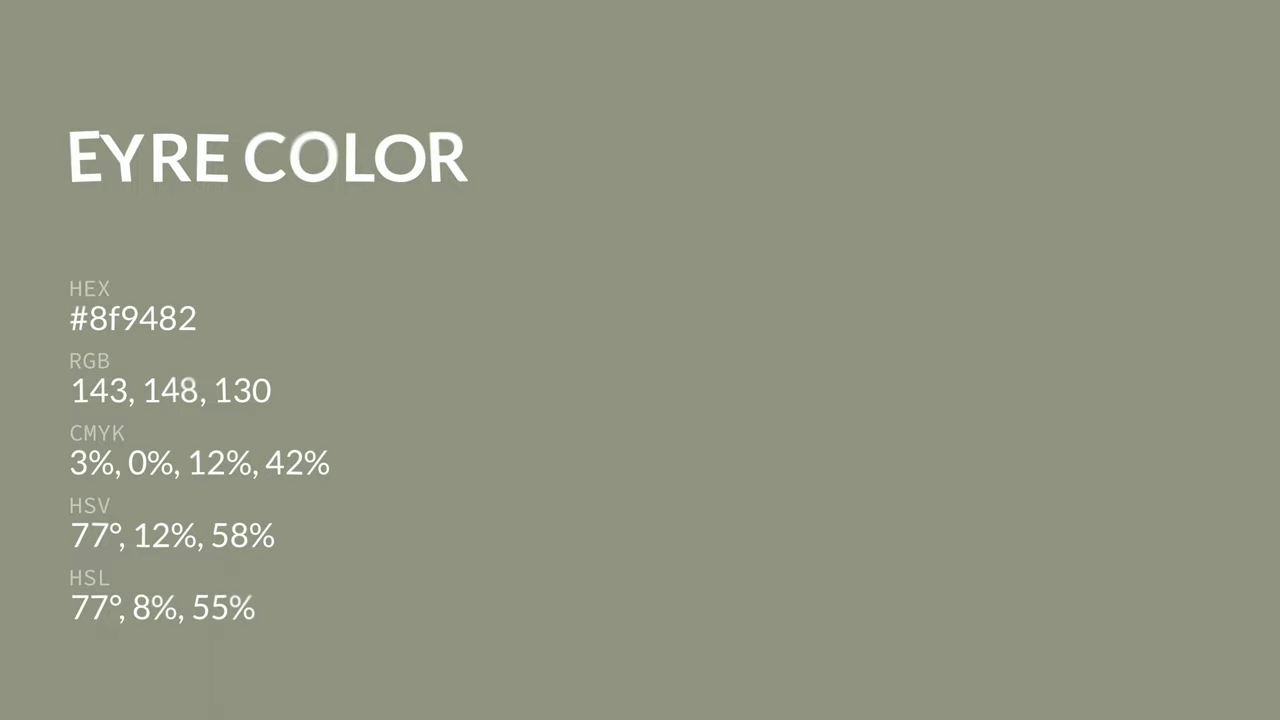 EYRE COLOR
HEX
#8f9482
RGB
143, 148, 130
CMYK
3%, 0%, 12%, 42%
HSV
77°, 12%, 58%
HSL
77°, 8%, 55%